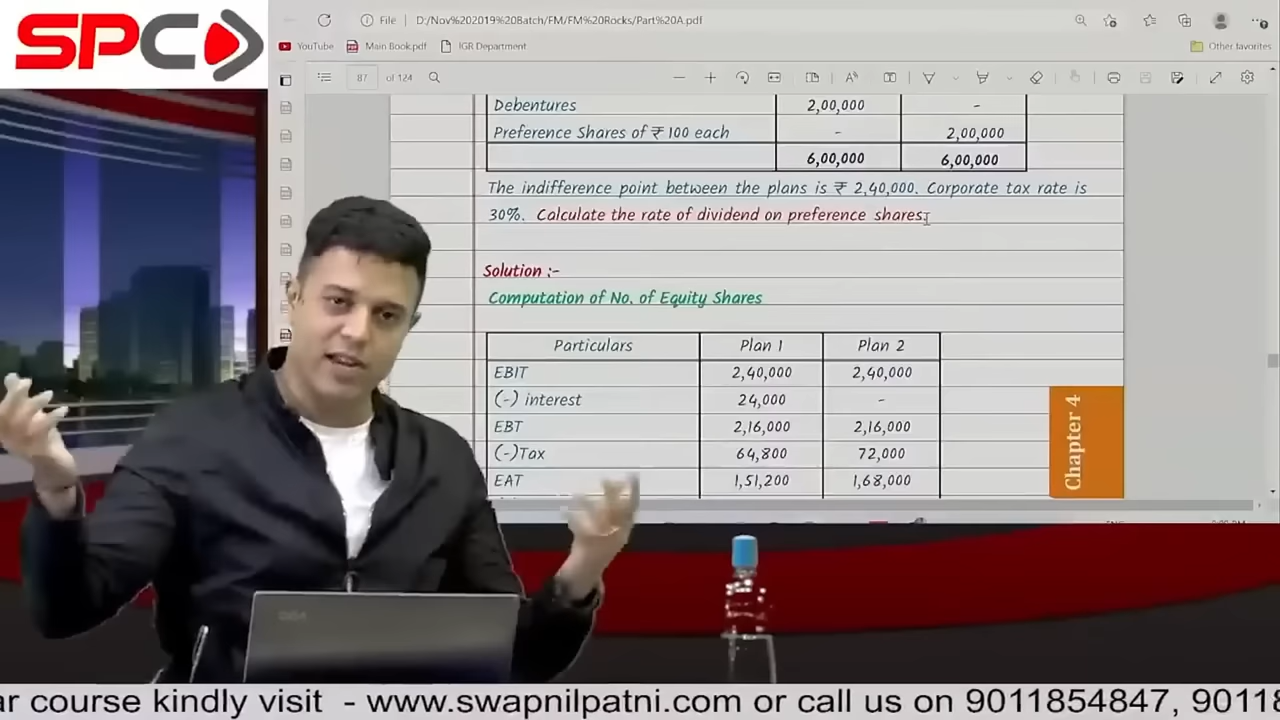 SPC
File | D:/Nov%202019%20Batch/FM/FM%20Rocks/Part%20A.pdf
YouTube Main Book.pdf IGR Department Other favorites
87 of 124
Debentures 2,00,000 -
Preference Shares of ₹ 100 each - 2,00,000
6,00,000 6,00,000
The indifference point between the plans is ₹ 2,40,000. Corporate tax rate is
30%. Calculate the rate of dividend on preference shares.
Solution :-
Computation of No. of Equity Shares
Particulars Plan 1 Plan 2
EBIT 2,40,000 2,40,000
(-) interest 24,000 -
EBT 2,16,000 2,16,000
(-)Tax 64,800 72,000
EAT 1,51,200 1,68,000
Chapter 4
ar course kindly visit - www.swapnilpatni.com or call us on 9011854847, 90118